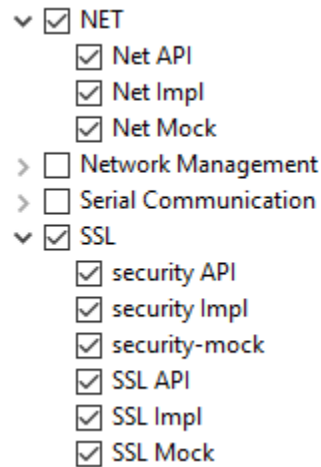 NET
Net API
Net Impl
Net Mock
Network Management
Serial Communication
SSL
security API
security Impl
security-mock
SSL API
SSL Impl
SSL Mock